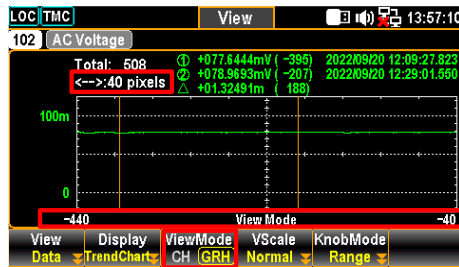 LOC TMC View 13:57:10
102 AC Voltage
Total: 508 ① +077.6444mV ( −395) 2022/09/20 12:09:27.823
<−−>:40 pixels ② +078.9693mV ( −207) 2022/09/20 12:29:01.550
△ +01.32491m ( 188)
100m
0
−440 View Mode −40
View Display ViewMode VScale KnobMode
Data TrendChart CH GRH Normal Range